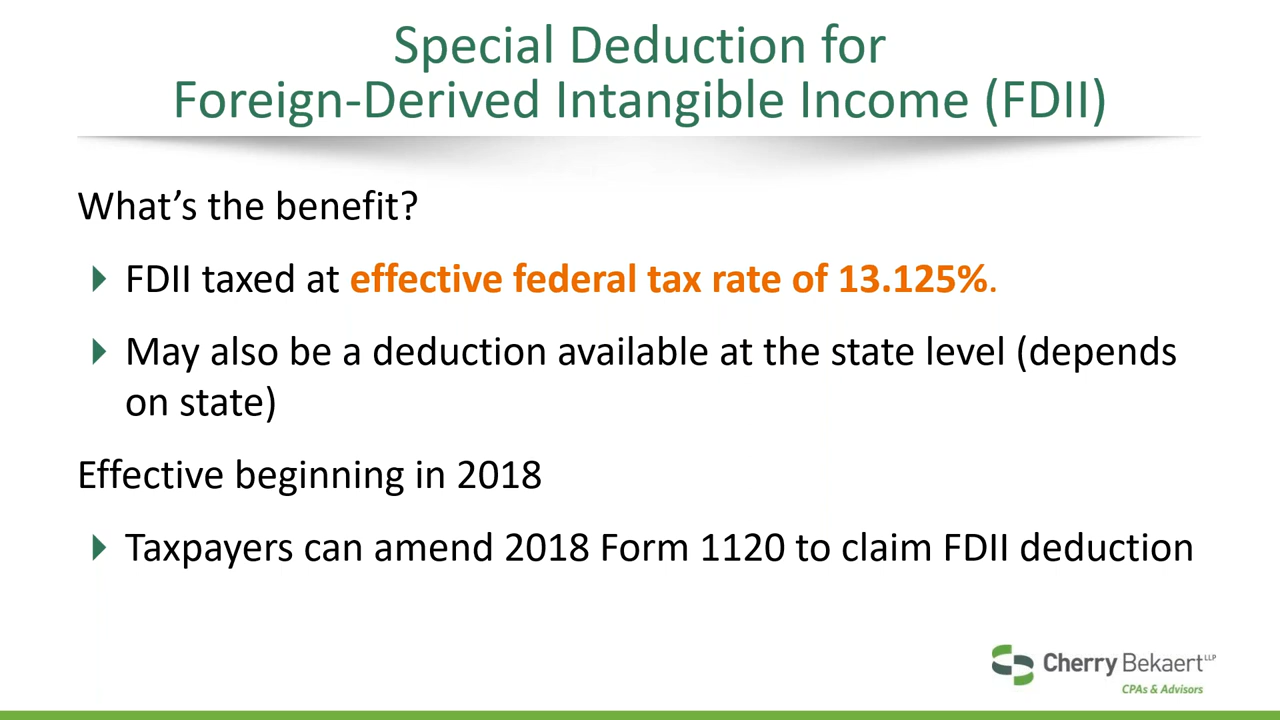 Special Deduction for
Foreign-Derived Intangible Income (FDII)
What’s the benefit?
FDII taxed at effective federal tax rate of 13.125%.
May also be a deduction available at the state level (depends
on state)
Effective beginning in 2018
Taxpayers can amend 2018 Form 1120 to claim FDII deduction
Cherry Bekaert LLP
CPAs & Advisors